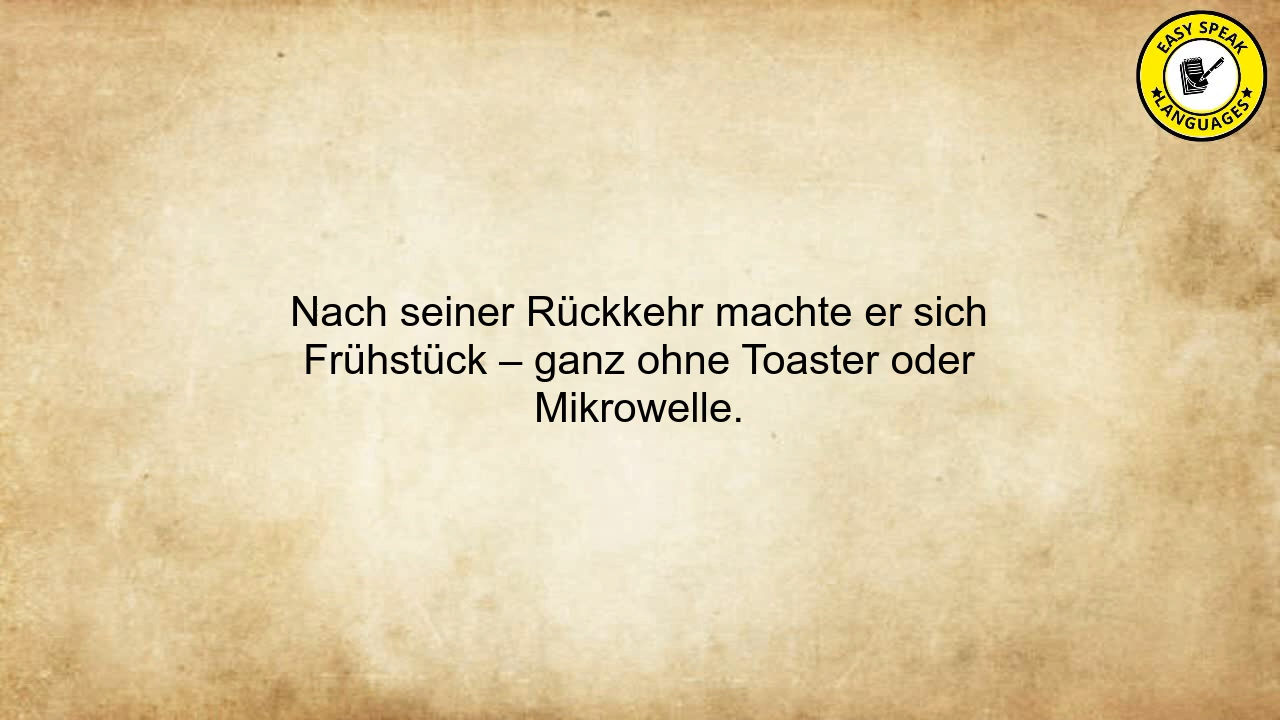 EASY SPEAK
LANGUAGES
Nach seiner Rückkehr machte er sich
Frühstück – ganz ohne Toaster oder
Mikrowelle.